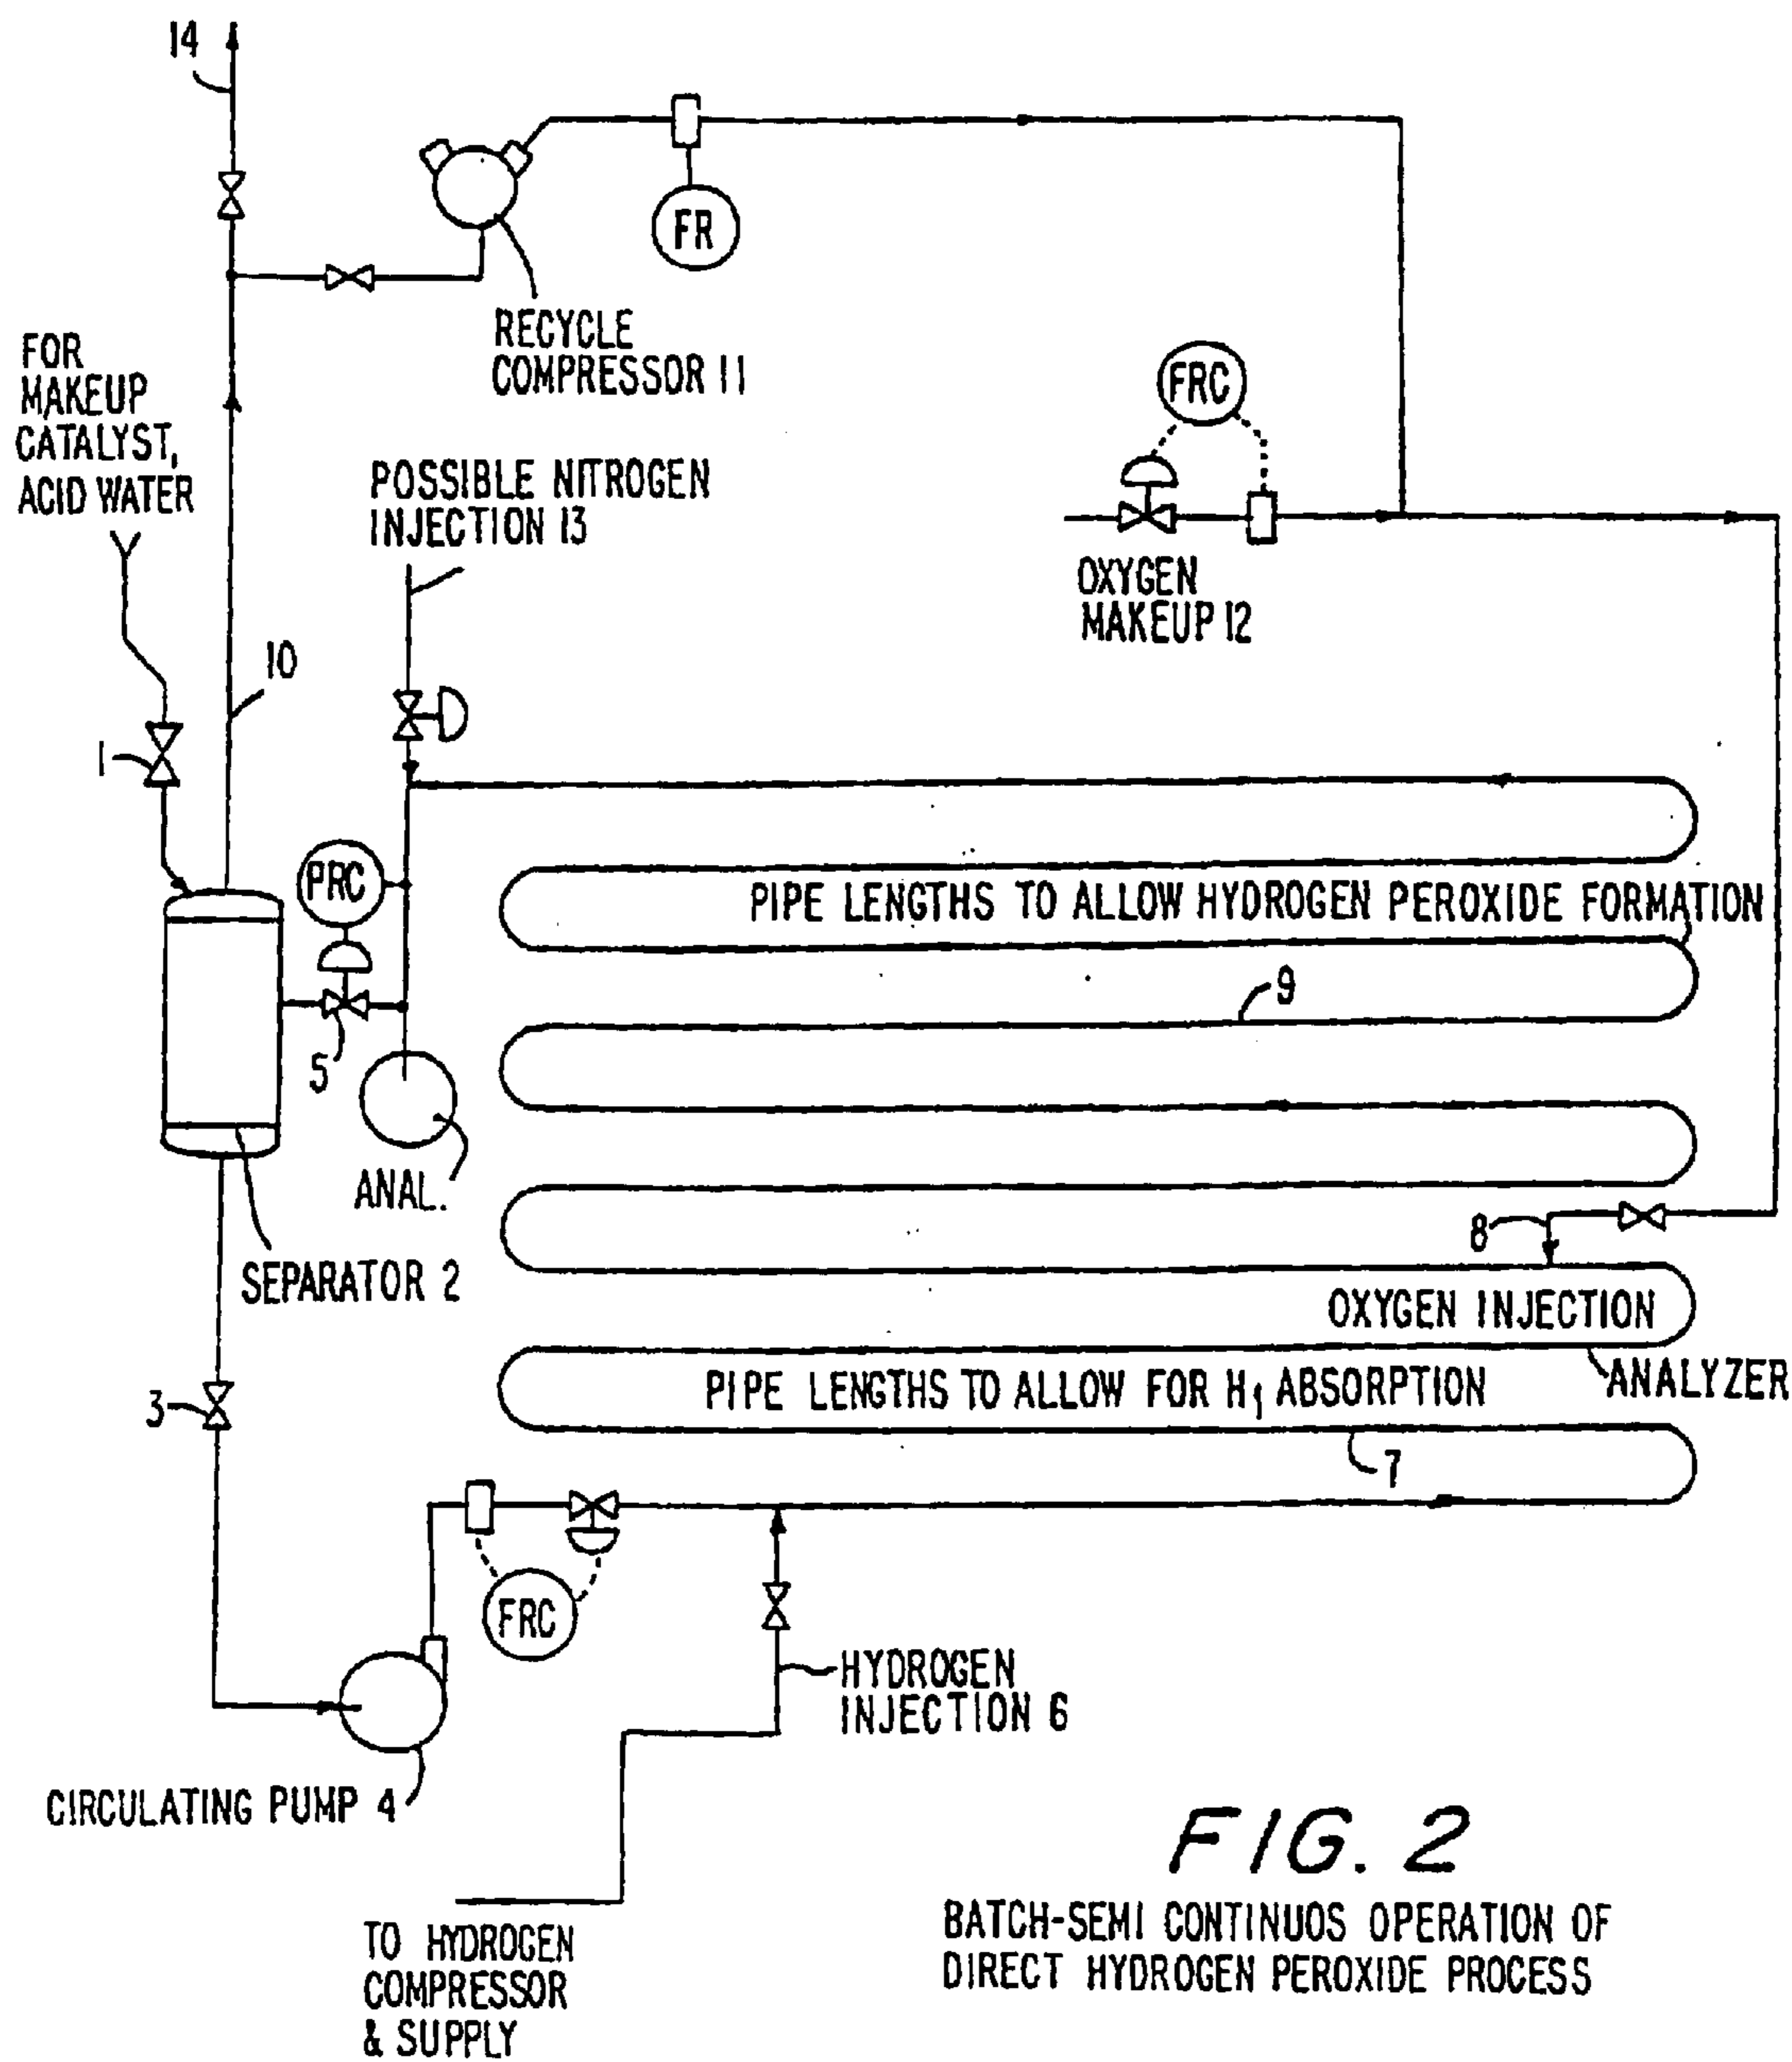 14
FR
RECYCLE
COMPRESSOR 11
FOR
MAKEUP
CATALYST,
ACID WATER
FRC
POSSIBLE NITROGEN
INJECTION 13
OXYGEN
MAKEUP 12
10
1
PRC
PIPE LENGTHS TO ALLOW HYDROGEN PEROXIDE FORMATION
9
5
ANAL.
8
SEPARATOR 2
OXYGEN INJECTION
PIPE LENGTHS TO ALLOW FOR H1 ABSORPTION
ANALYZER
3
7
FRC
HYDROGEN
INJECTION 6
CIRCULATING PUMP 4
TO HYDROGEN
COMPRESSOR
& SUPPLY
FIG. 2
BATCH-SEMI CONTINUOS OPERATION OF
DIRECT HYDROGEN PEROXIDE PROCESS